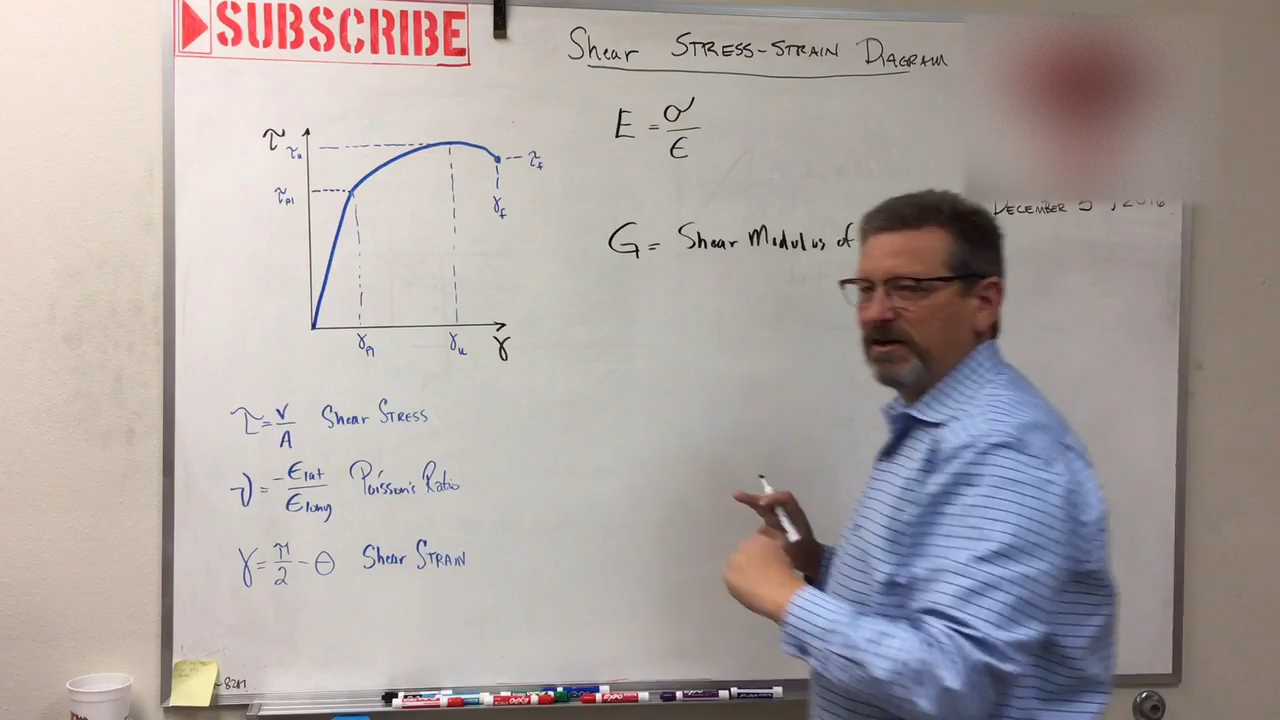 SUBSCRIBE
Shear STRESS-STRAIN DIAGRAM
τ
τu
τpl
τf
γf
γpl
γu
γ
E = σ/ϵ
DECEMBER 5, 2016
G = Shear Modulus of
τ = V/A Shear STRESS
ν = -ϵlat/ϵlong Poisson's Ratio
γ = π/2 - θ Shear STRAIN
EXPO